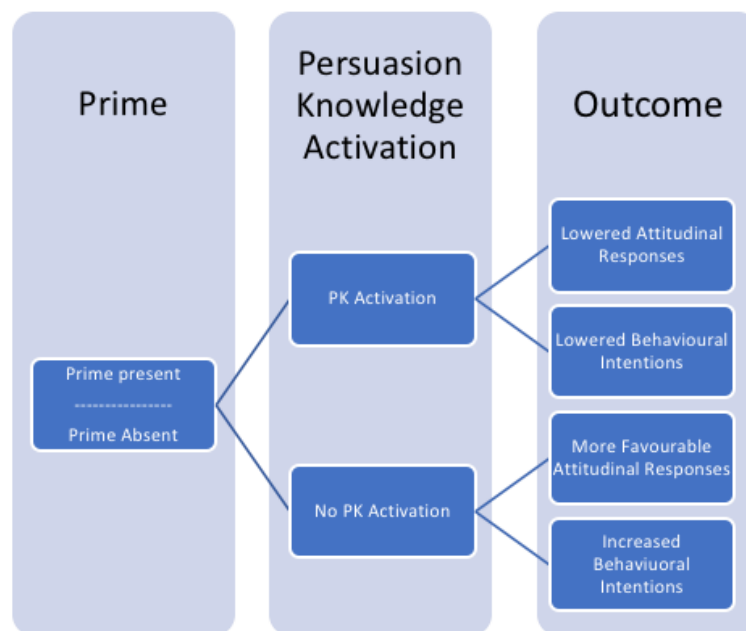 Prime
Persuasion
Knowledge
Activation
Outcome
Prime present
----------------
Prime Absent
PK Activation
No PK Activation
Lowered Attitudinal
Responses
Lowered Behavioural
Intentions
More Favourable
Attitudinal Responses
Increased
Behaviuoral
Intentions